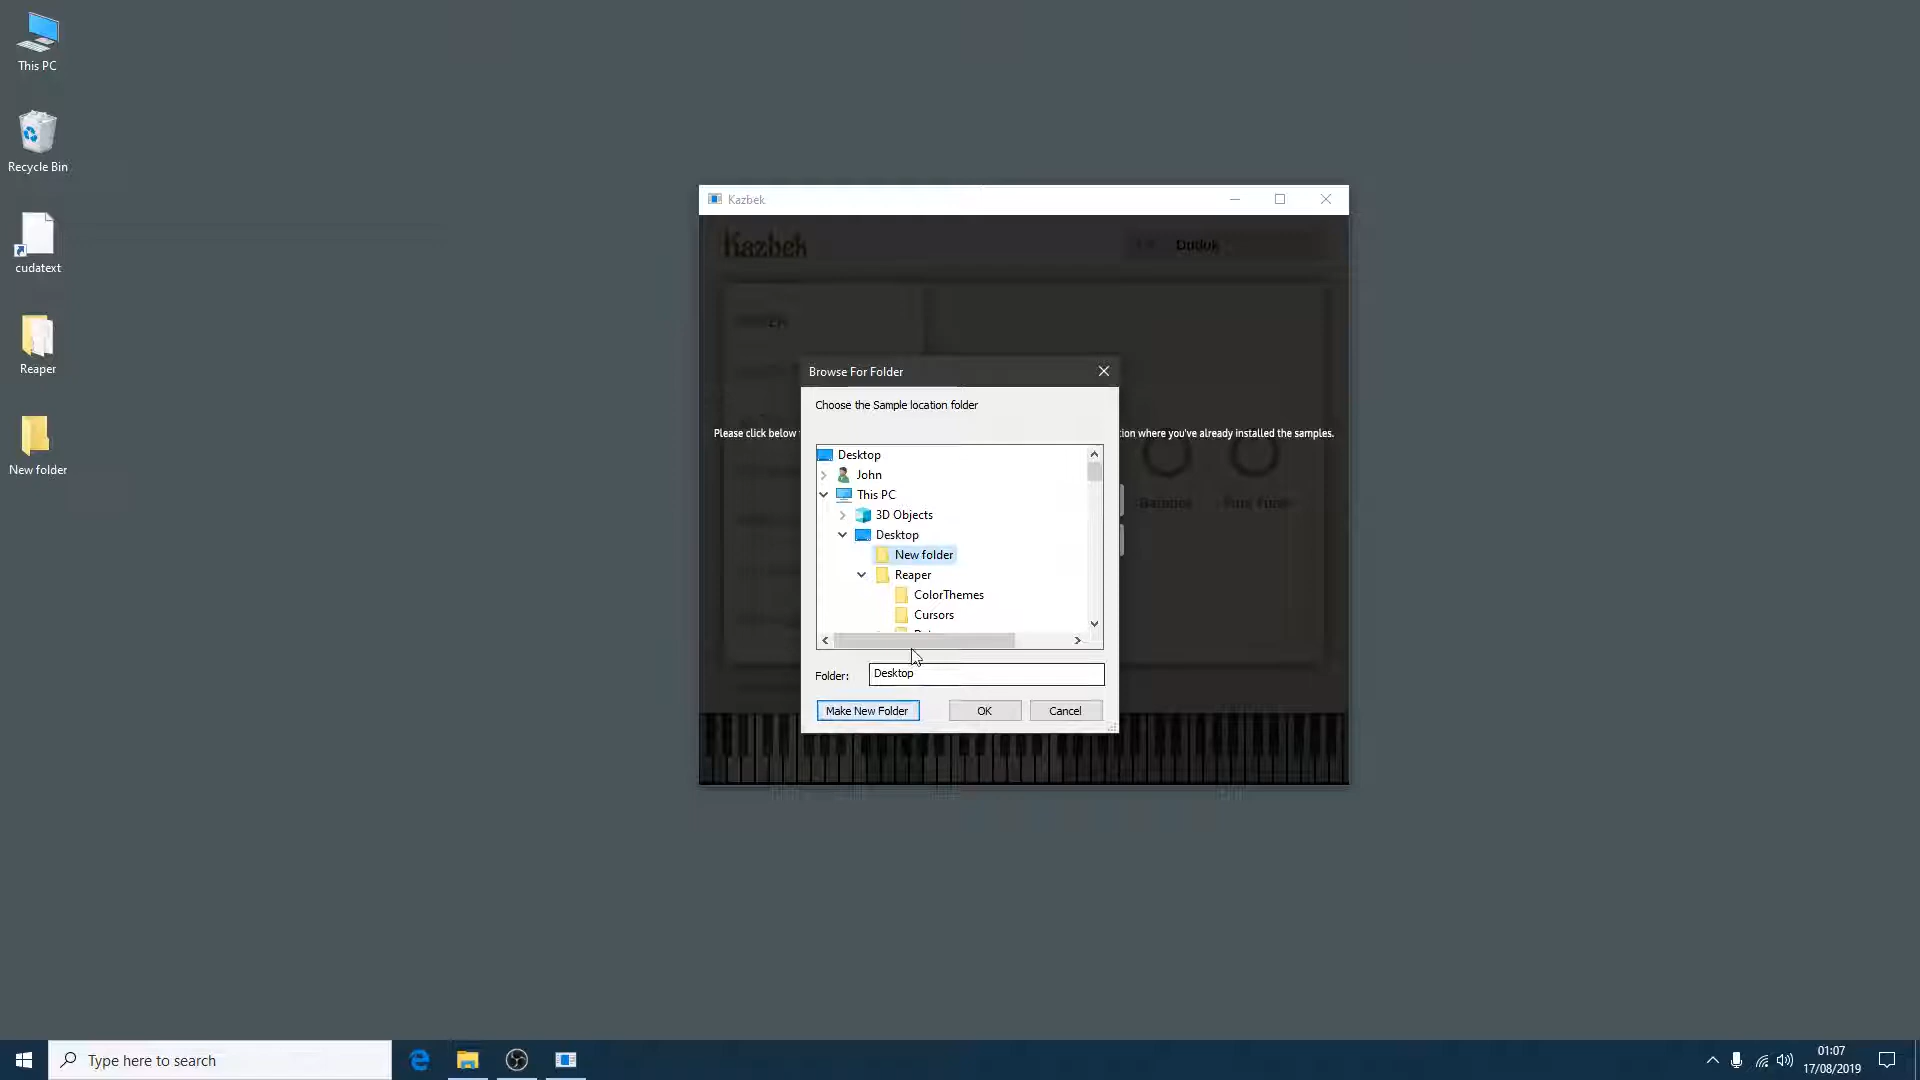 This PC
Recycle Bin
cudatext
Reaper
New folder
Kazbek
Kazbek
Duduk
Browse For Folder
Choose the Sample location folder
Please click below
tion where you've already installed the samples.
Desktop
John
This PC
3D Objects
Desktop
New folder
Reaper
ColorThemes
Cursors
Folder:
Desktop
Make New Folder
OK
Cancel
Type here to search
01:07
17/08/2019